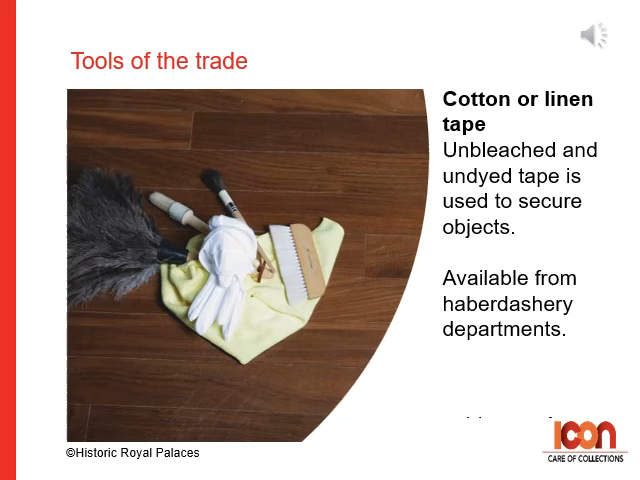 Tools of the trade
Cotton or linen
tape
Unbleached and
undyed tape is
used to secure
objects.
Available from
haberdashery
departments.
©Historic Royal Palaces
icon
CARE OF COLLECTIONS